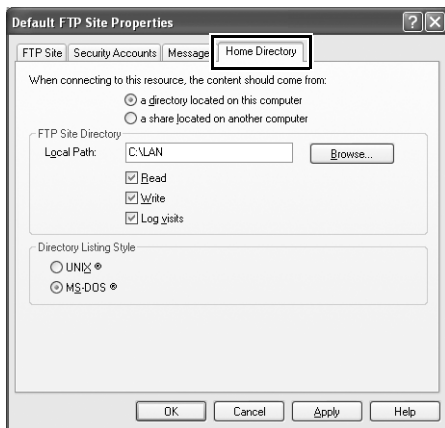 Default FTP Site Properties
FTP Site Security Accounts Message Home Directory
When connecting to this resource, the content should come from:
a directory located on this computer
a share located on another computer
FTP Site Directory
Local Path: C:\LAN Browse...
Read
Write
Log visits
Directory Listing Style
UNIX ®
MS-DOS ®
OK Cancel Apply Help